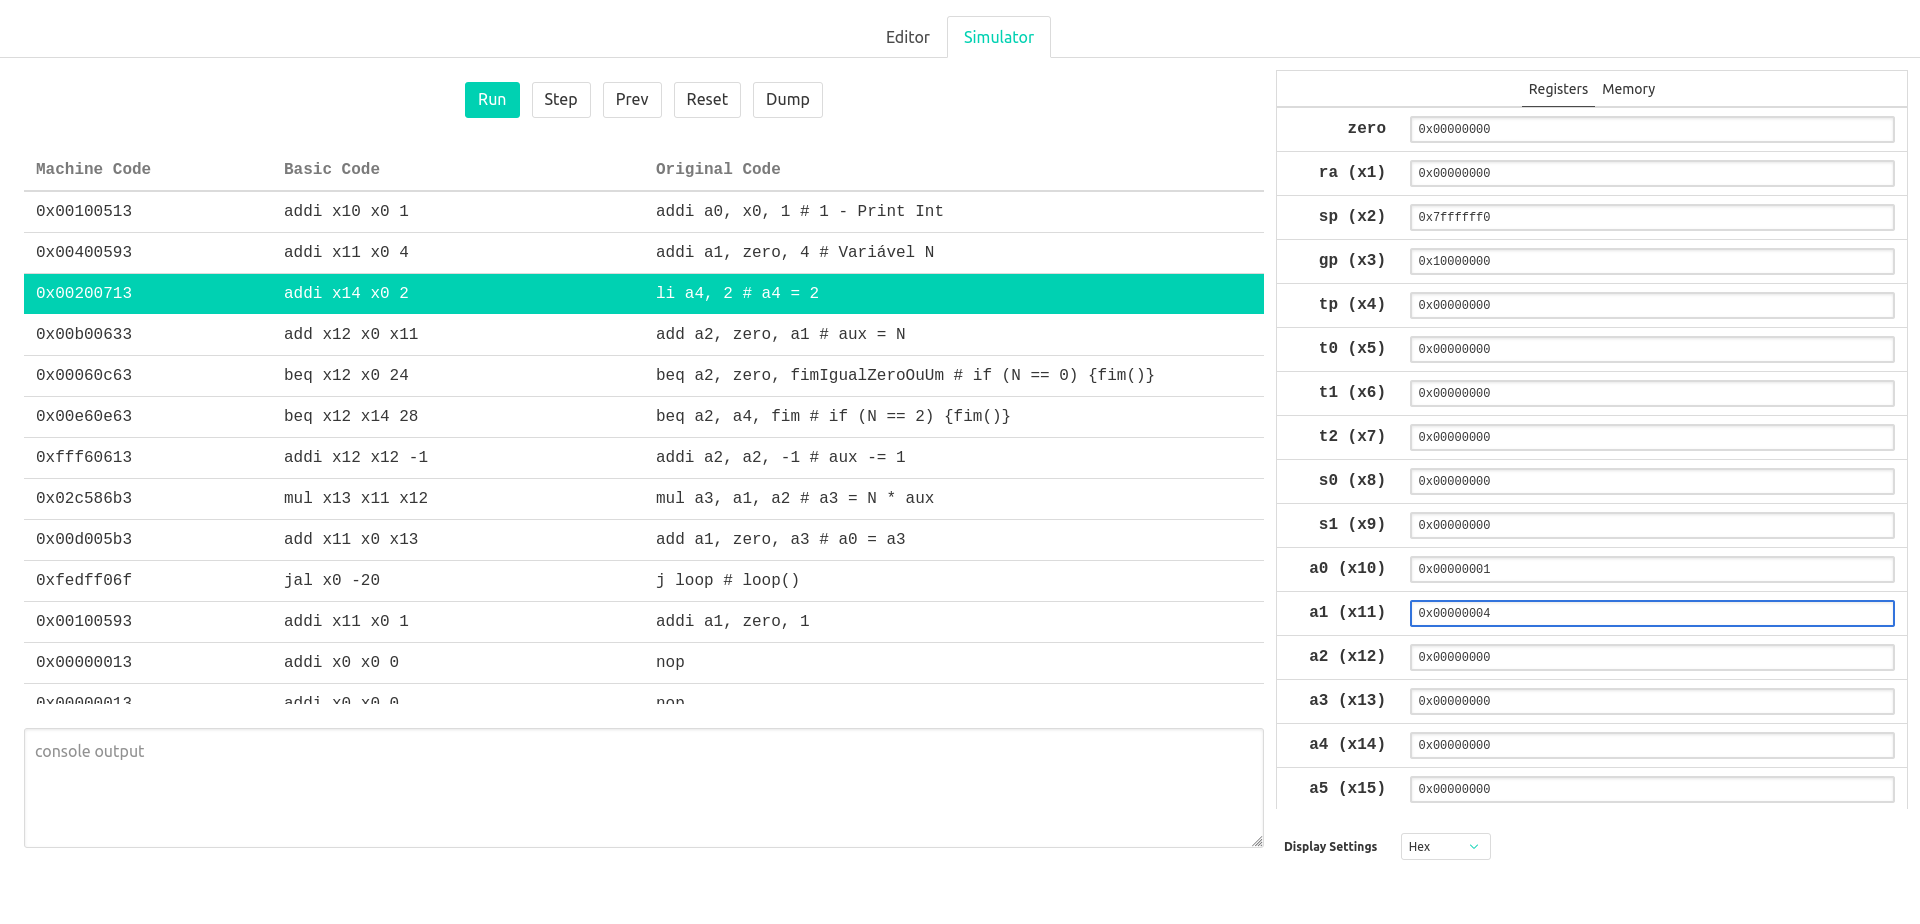 Editor Simulator
Run Step Prev Reset Dump
Machine Code Basic Code Original Code
0x00100513 addi x10 x0 1 addi a0, x0, 1 # 1 - Print Int
0x00400593 addi x11 x0 4 addi a1, zero, 4 # Variável N
0x00200713 addi x14 x0 2 li a4, 2 # a4 = 2
0x00b00633 add x12 x0 x11 add a2, zero, a1 # aux = N
0x00060c63 beq x12 x0 24 beq a2, zero, fimIgualZeroOuUm # if (N == 0) {fim()}
0x00e60e63 beq x12 x14 28 beq a2, a4, fim # if (N == 2) {fim()}
0xfff60613 addi x12 x12 -1 addi a2, a2, -1 # aux -= 1
0x02c586b3 mul x13 x11 x12 mul a3, a1, a2 # a3 = N * aux
0x00d005b3 add x11 x0 x13 add a1, zero, a3 # a0 = a3
0xfedff06f jal x0 -20 j loop # loop()
0x00100593 addi x11 x0 1 addi a1, zero, 1
0x00000013 addi x0 x0 0 nop
0x00000013 addi x0 x0 0 nop
console output
Registers Memory
zero 0x00000000
ra (x1) 0x00000000
sp (x2) 0x7ffffff0
gp (x3) 0x10000000
tp (x4) 0x00000000
t0 (x5) 0x00000000
t1 (x6) 0x00000000
t2 (x7) 0x00000000
s0 (x8) 0x00000000
s1 (x9) 0x00000000
a0 (x10) 0x00000001
a1 (x11) 0x00000004
a2 (x12) 0x00000000
a3 (x13) 0x00000000
a4 (x14) 0x00000000
a5 (x15) 0x00000000
Display Settings Hex